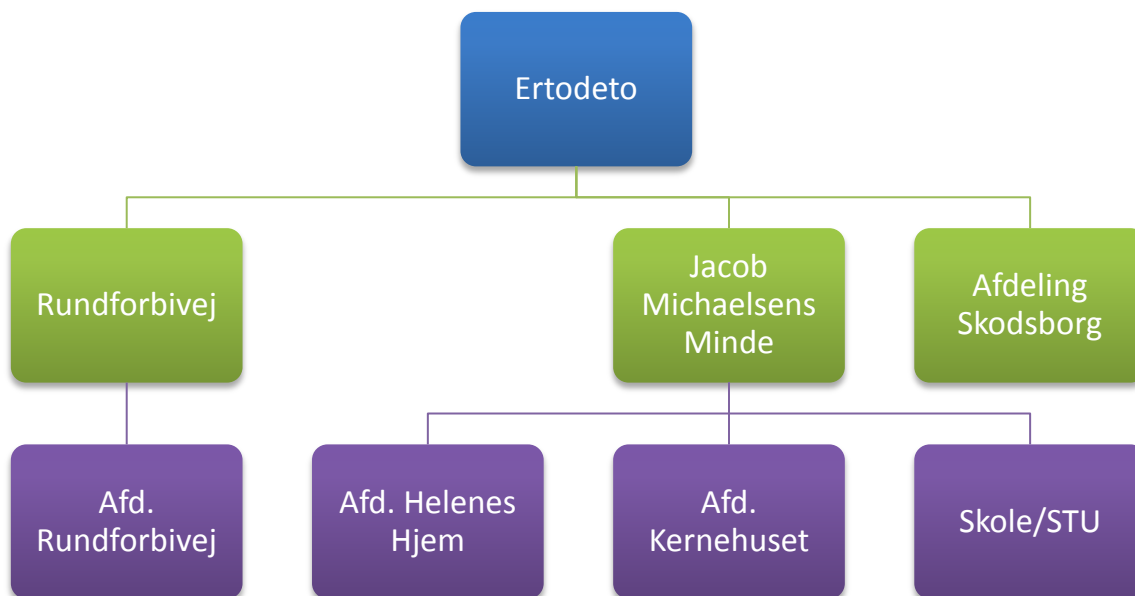 Ertodeto
Rundforbivej
Jacob
Michaelsens
Minde
Afdeling
Skodsborg
Afd.
Rundforbivej
Afd. Helenes
Hjem
Afd.
Kernehuset
Skole/STU